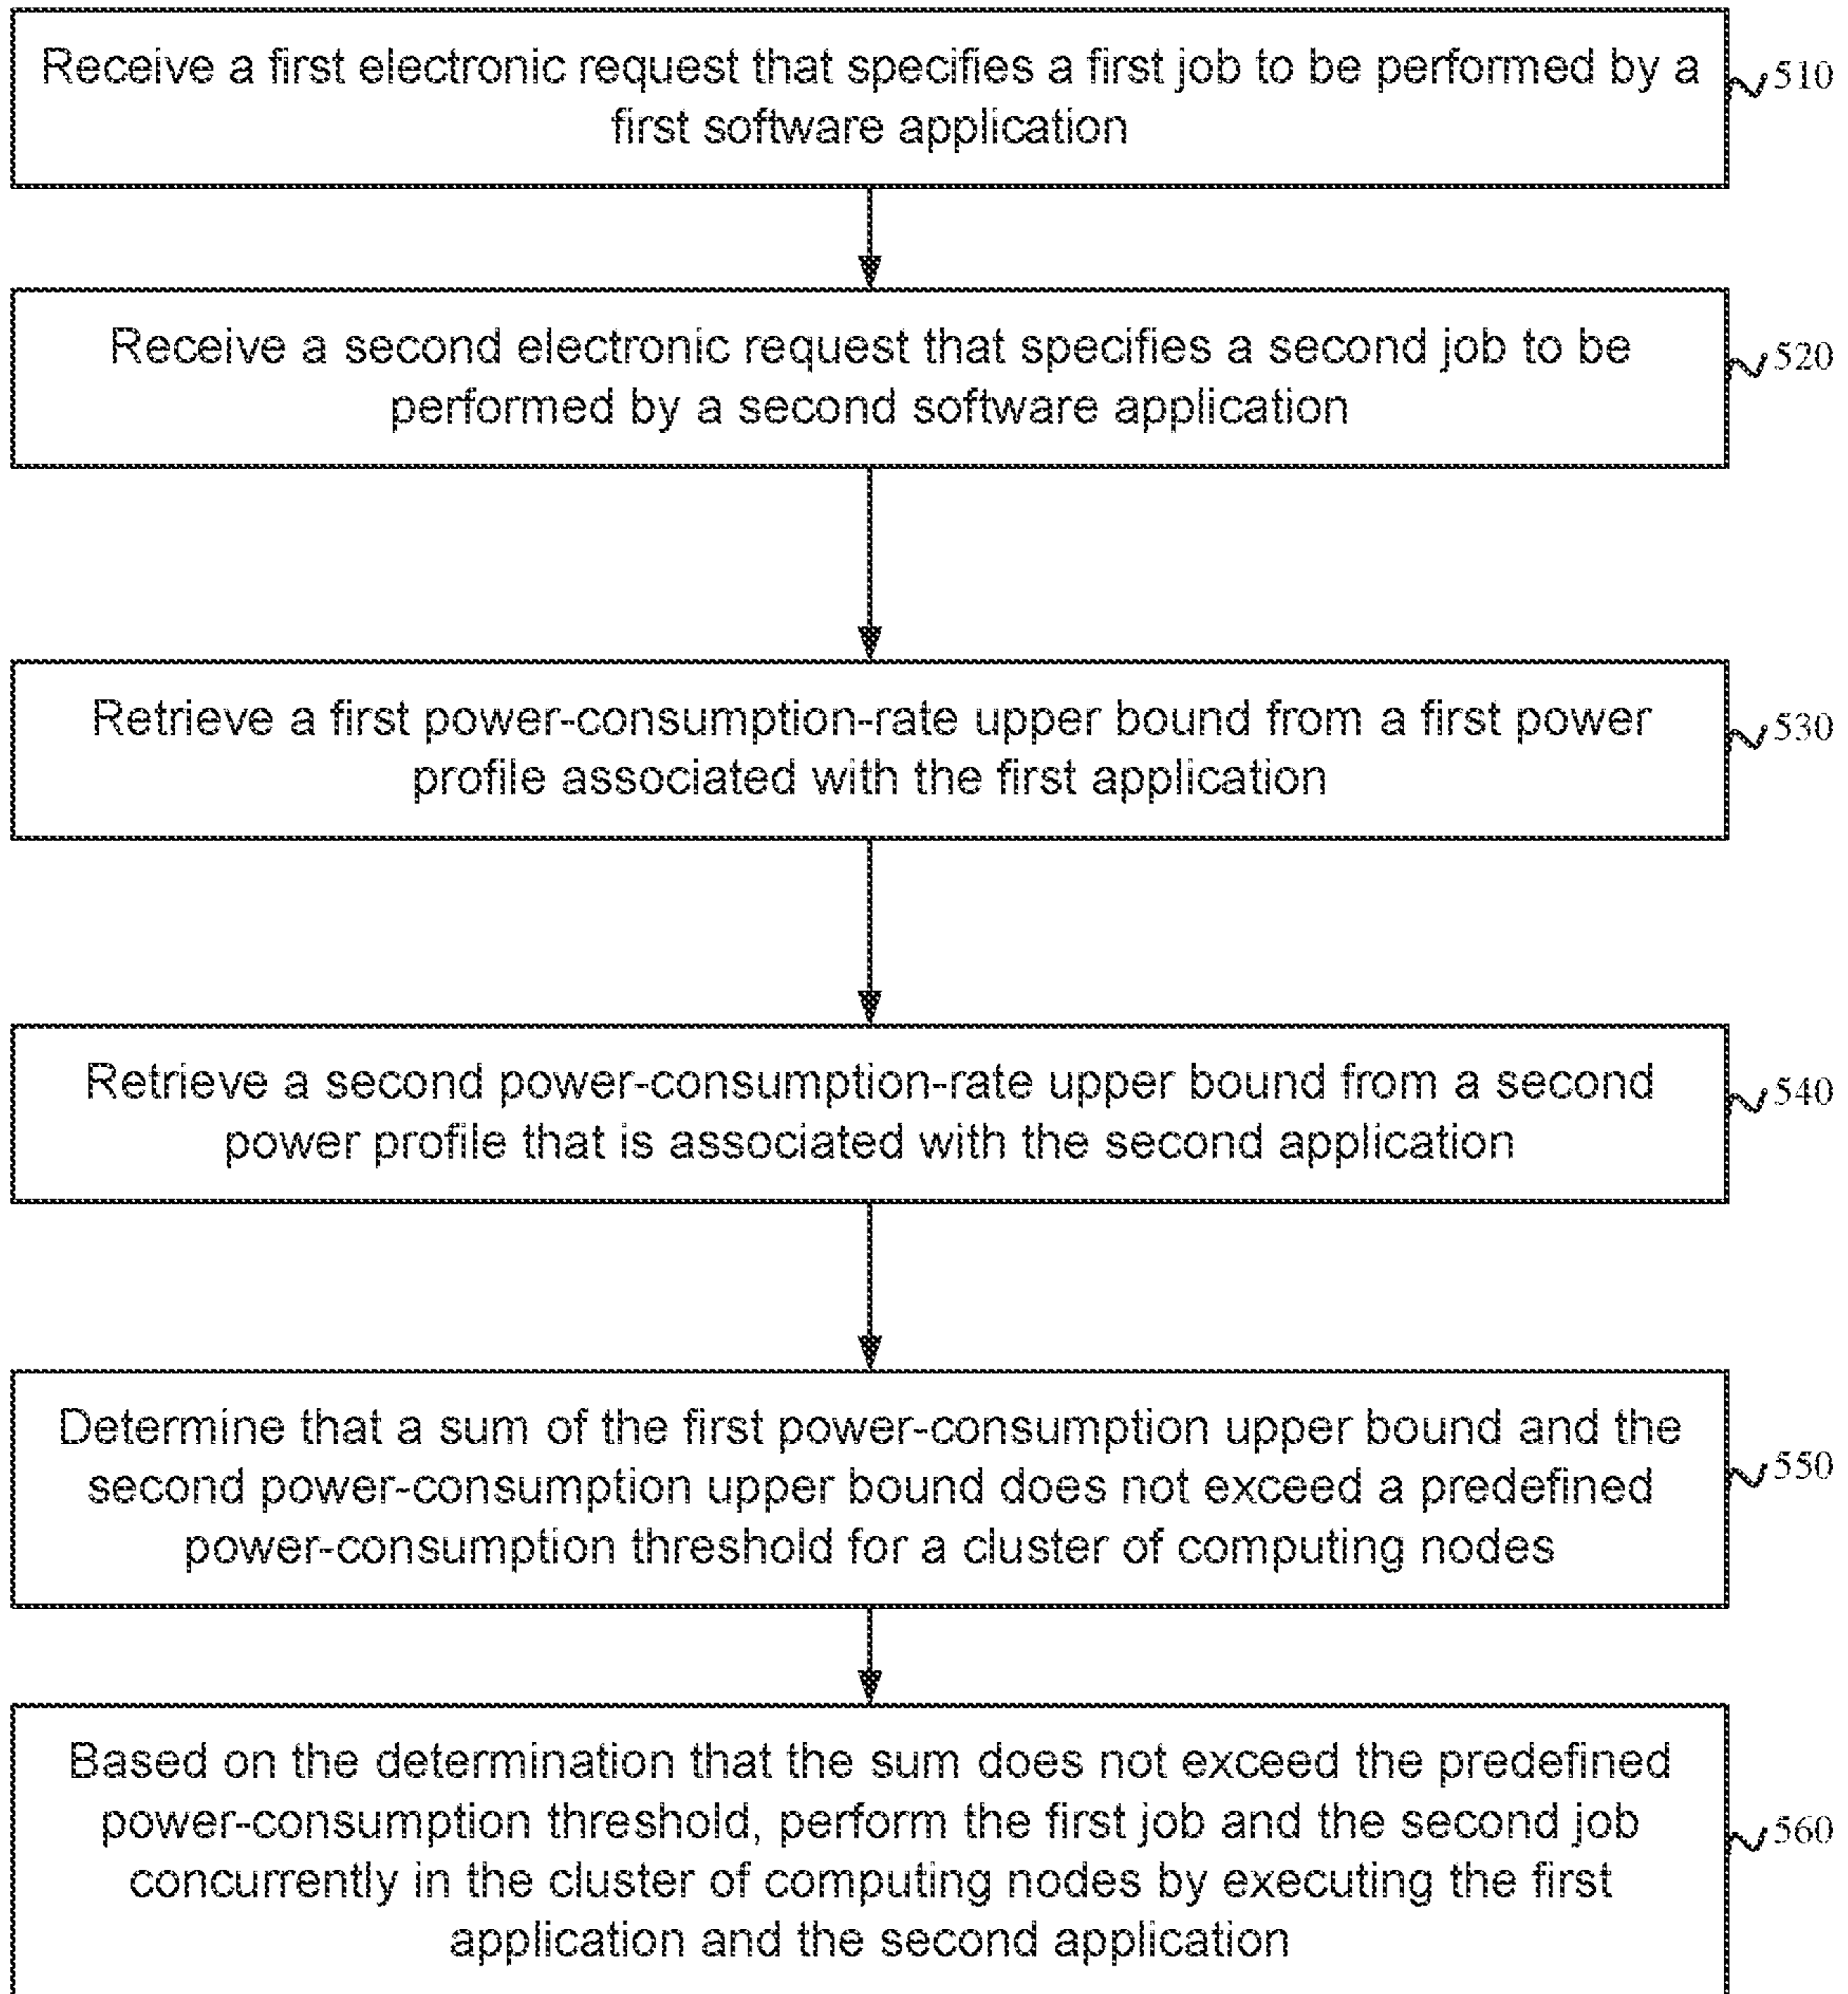 Receive a first electronic request that specifies a first job to be performed by a
first software application
510
Receive a second electronic request that specifies a second job to be
performed by a second software application
520
Retrieve a first power-consumption-rate upper bound from a first power
profile associated with the first application
530
Retrieve a second power-consumption-rate upper bound from a second
power profile that is associated with the second application
540
Determine that a sum of the first power-consumption upper bound and the
second power-consumption upper bound does not exceed a predefined
power-consumption threshold for a cluster of computing nodes
550
Based on the determination that the sum does not exceed the predefined
power-consumption threshold, perform the first job and the second job
concurrently in the cluster of computing nodes by executing the first
application and the second application
560